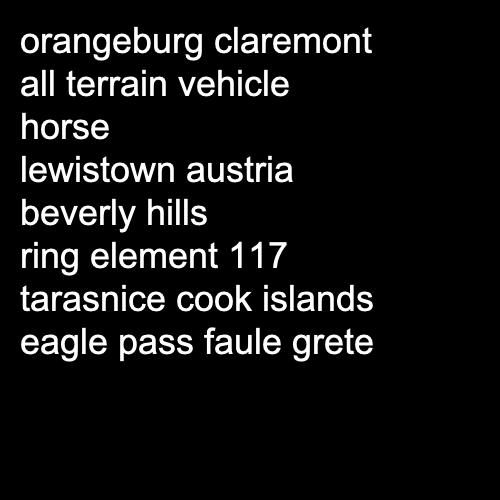 orangeburg claremont
all terrain vehicle
horse
lewistown austria
beverly hills
ring element 117
tarasnice cook islands
eagle pass faule grete